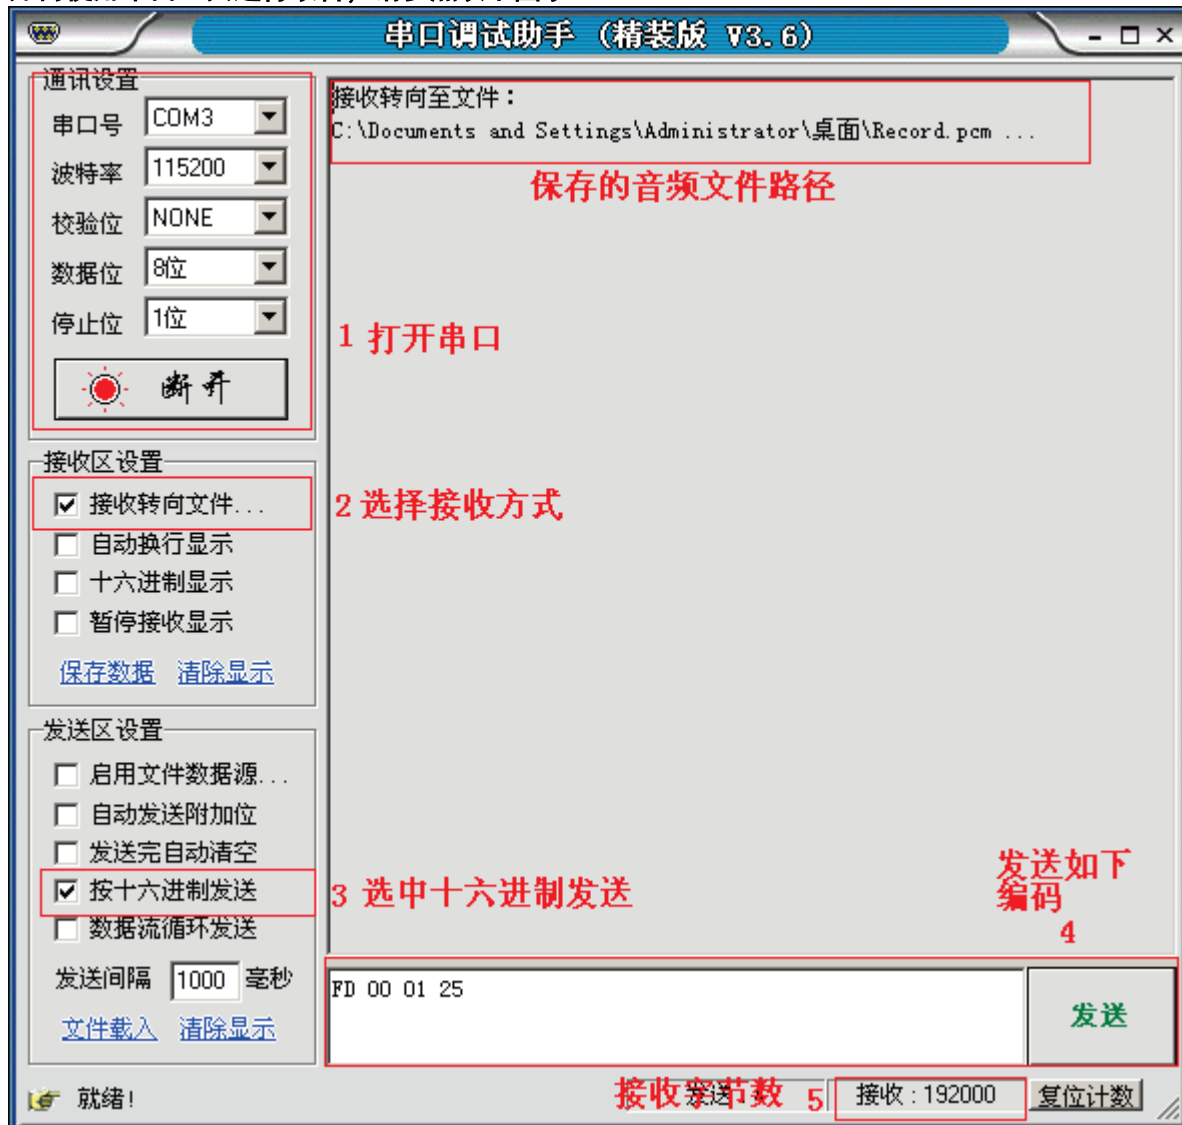 串口调试助手 (精装版 V3.6)
通讯设置
串口号 COM3
波特率 115200
校验位 NONE
数据位 8位
停止位 1位
断开
接收转向至文件：
C:\Documents and Settings\Administrator\桌面\Record.pcm ...
保存的音频文件路径
1 打开串口
接收区设置
接收转向文件...
2 选择接收方式
自动换行显示
十六进制显示
暂停接收显示
保存数据 清除显示
发送区设置
启用文件数据源...
自动发送附加位
发送完自动清空
按十六进制发送
3 选中十六进制发送
数据流循环发送
发送间隔 1000 毫秒
文件载入 清除显示
发送如下
编码
4
FD 00 01 25
发送
就绪!
接收字节数 5
接收:192000
复位计数